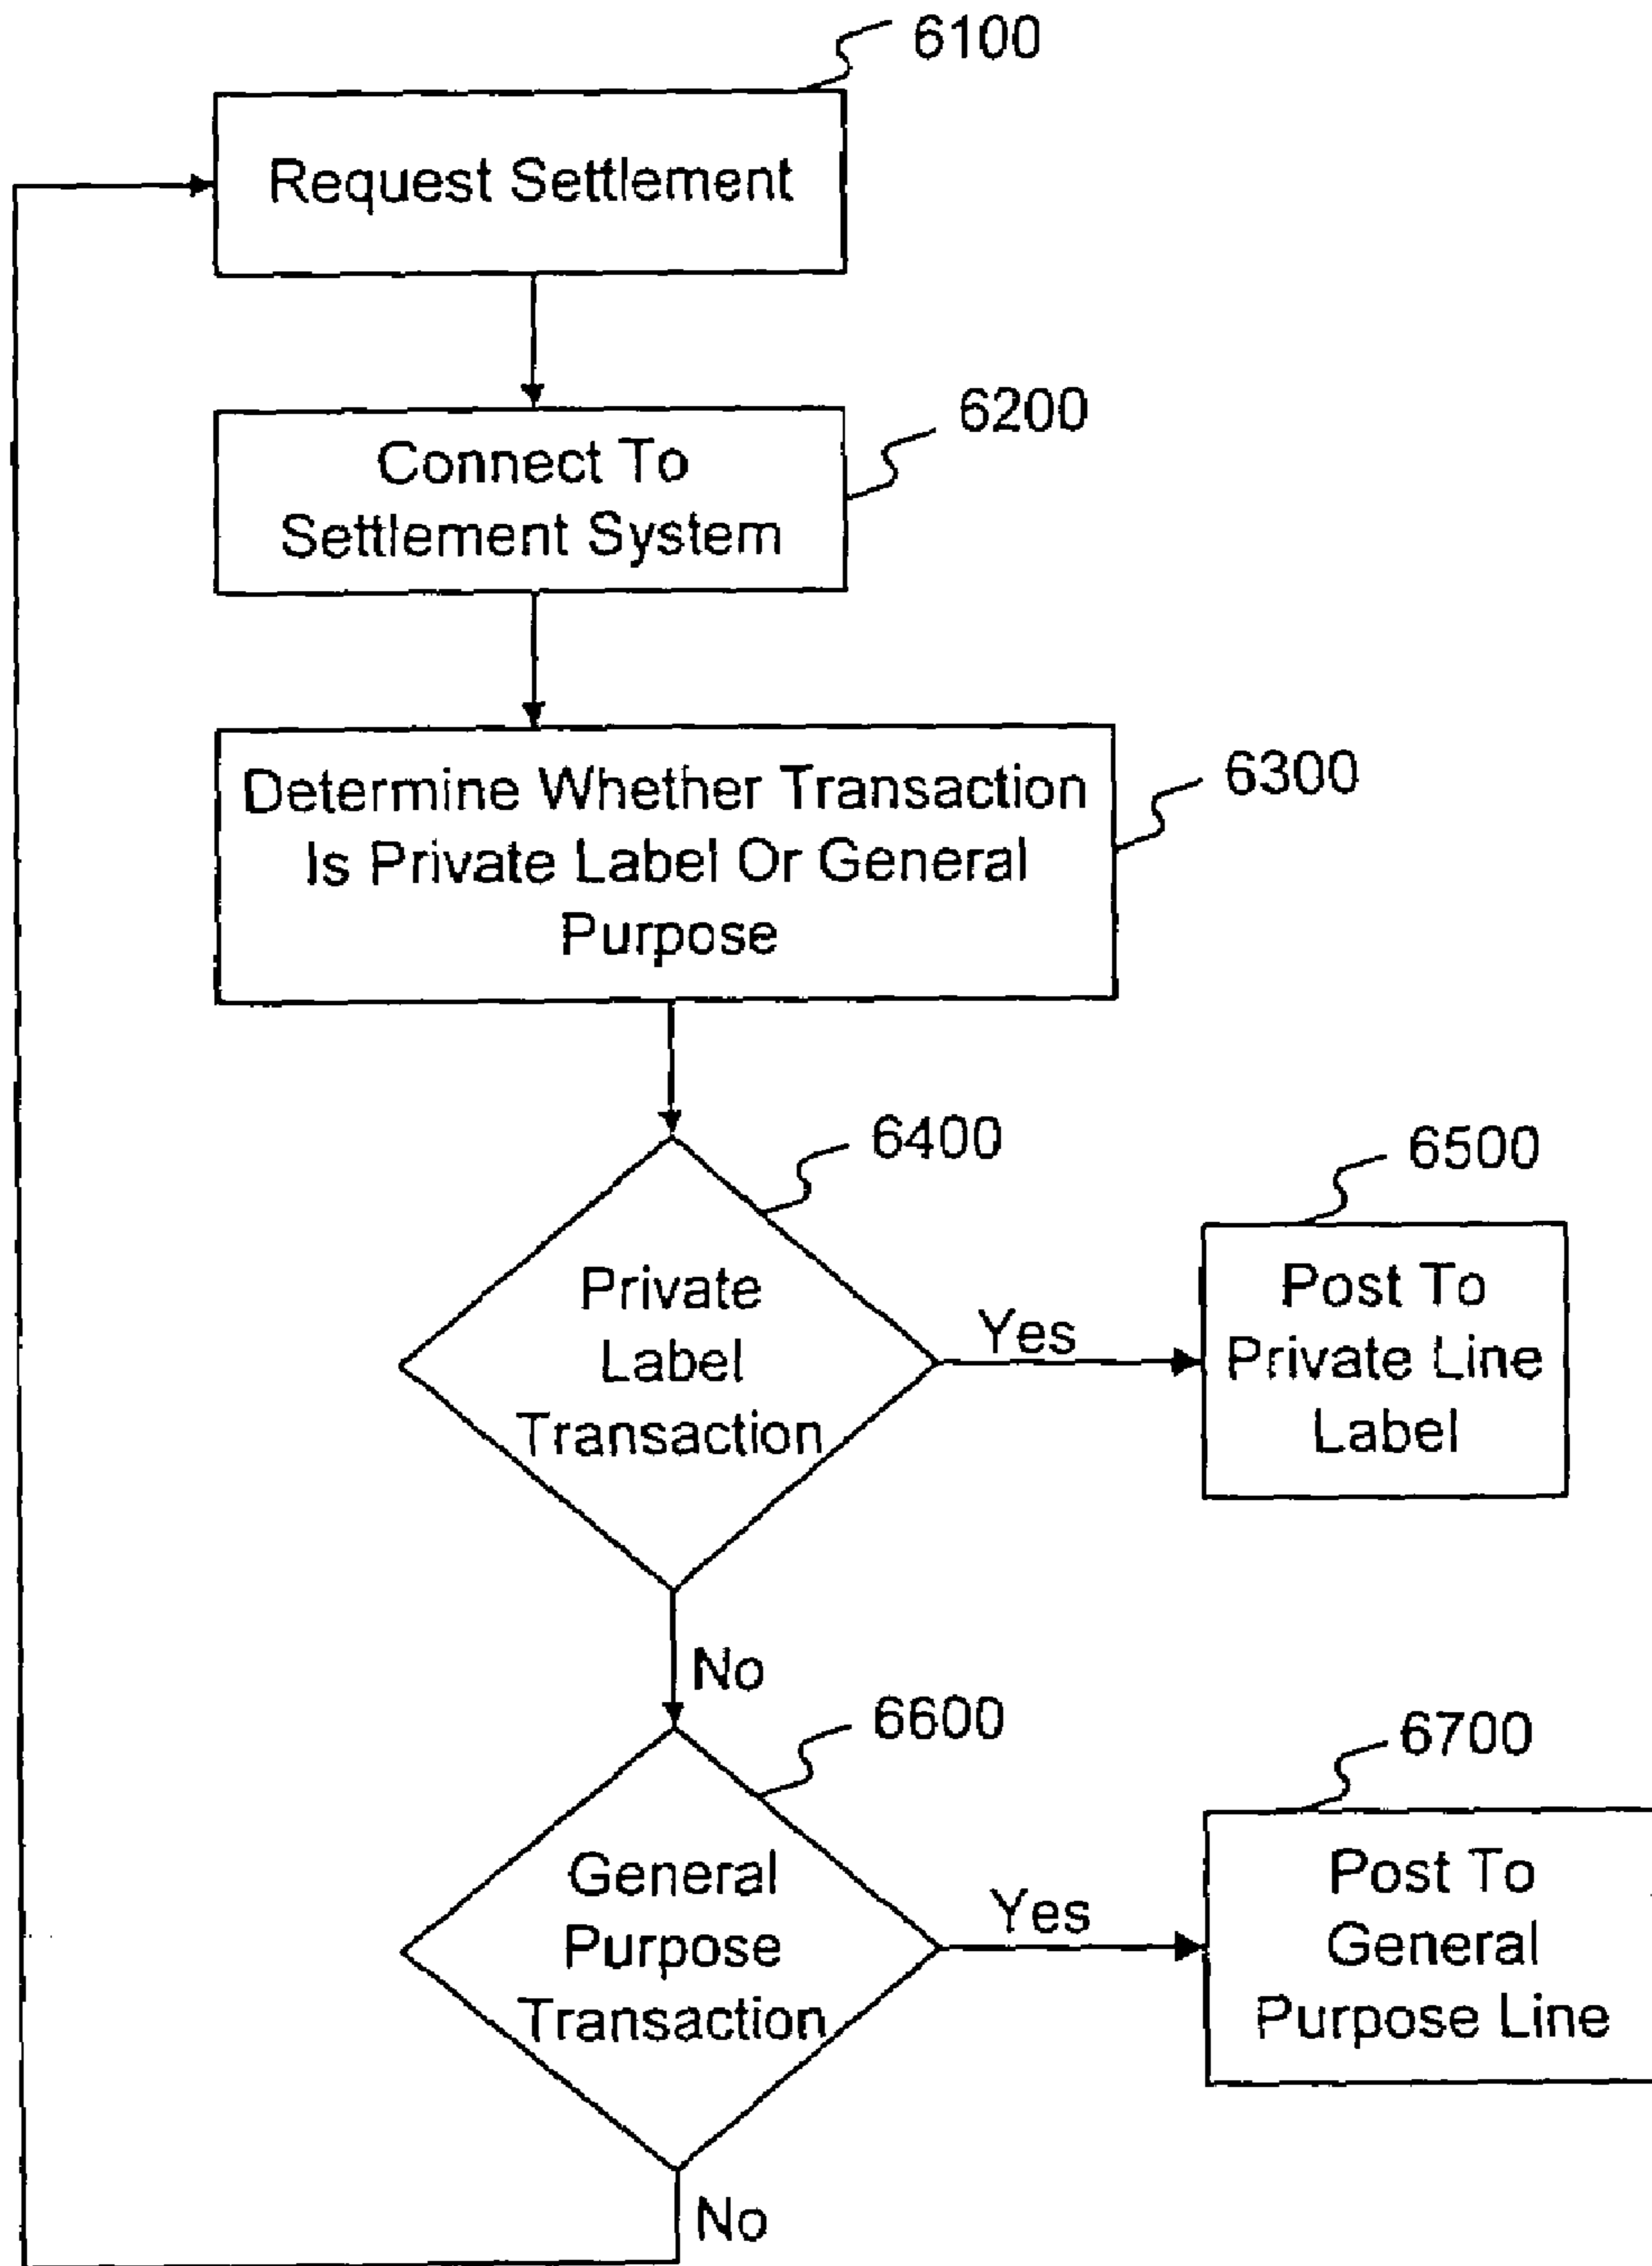 6100
Request Settlement
6200
Connect To
Settlement System
6300
Determine Whether Transaction
Is Private Label Or General
Purpose
6400
Private
Label
Transaction
Yes
6500
Post To
Private Line
Label
No
6600
General
Purpose
Transaction
Yes
6700
Post To
General
Purpose Line
No